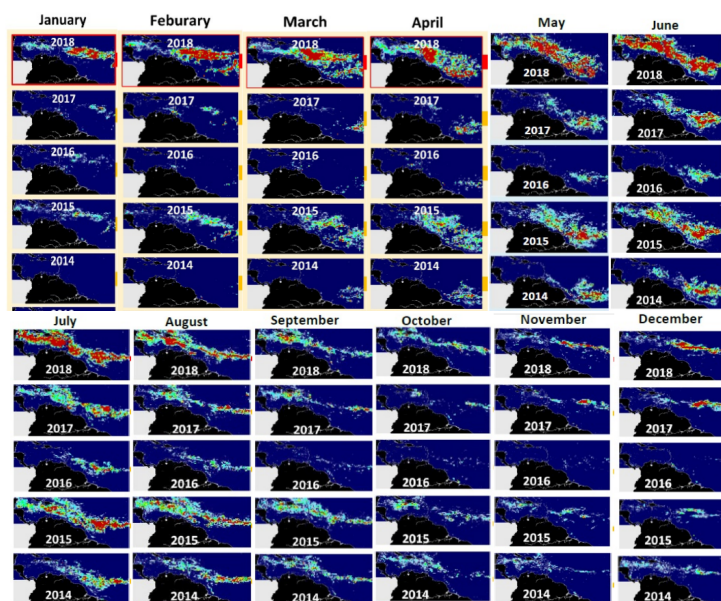 January Feburary March April May June
2018 2018 2018 2018 2018 2018
2017 2017 2017 2017 2017 2017
2016 2016 2016 2016 2016 2016
2015 2015 2015 2015 2015 2015
2014 2014 2014 2014 2014 2014
July August September October November December
2018 2018 2018 2018 2018 2018
2017 2017 2017 2017 2017 2017
2016 2016 2016 2016 2016 2016
2015 2015 2015 2015 2015 2015
2014 2014 2014 2014 2014 2014